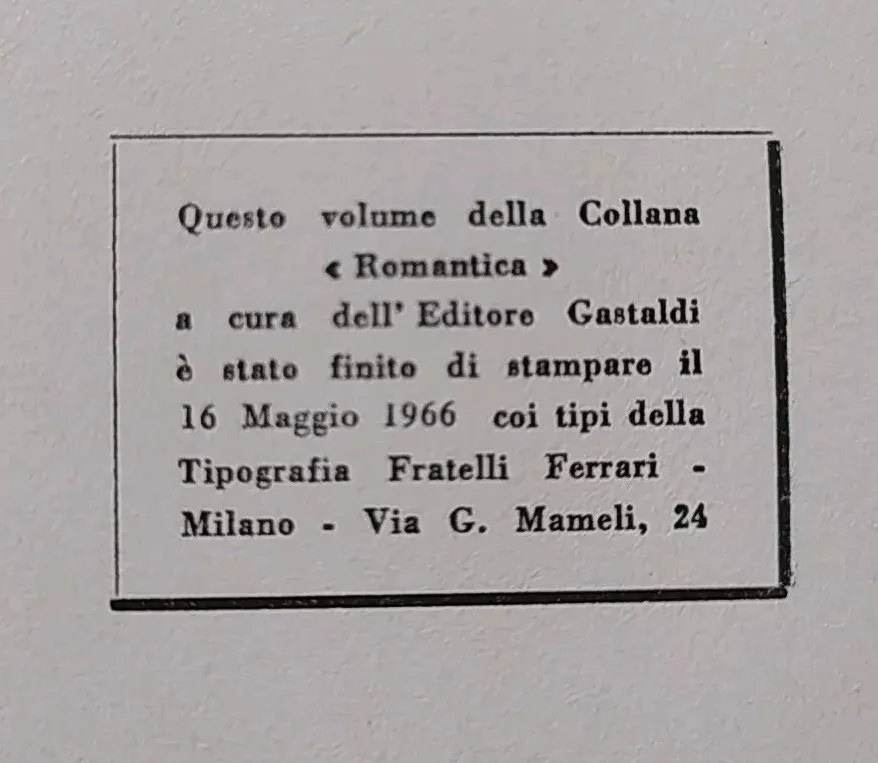 Questo volume della Collana
« Romantica »
a cura dell' Editore Gastaldi
è stato finito di stampare il
16 Maggio 1966 coi tipi della
Tipografia Fratelli Ferrari -
Milano - Via G. Mameli, 24